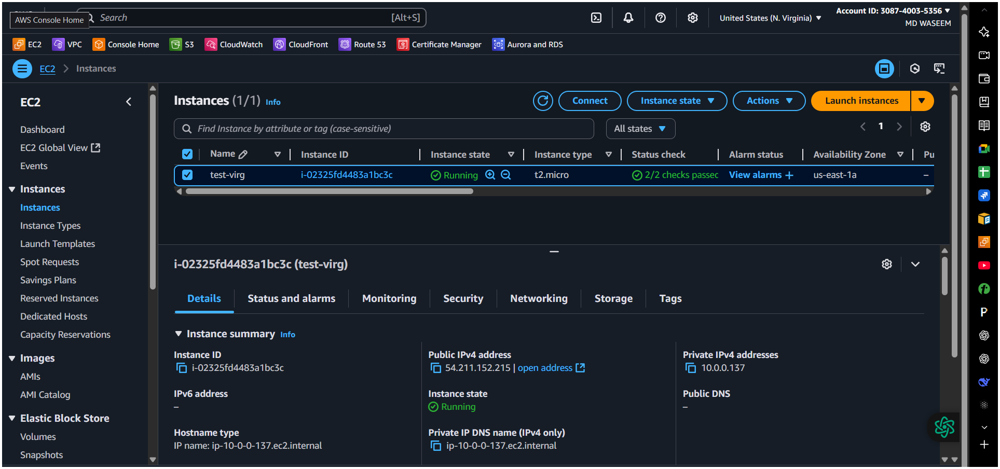 AWS Console Home
Search
[Alt+S]
United States (N. Virginia)
Account ID: 3087-4003-5356
MD WASEEM
EC2
VPC
Console Home
S3
CloudWatch
CloudFront
Route 53
Certificate Manager
Aurora and RDS
EC2
Instances
EC2
Dashboard
EC2 Global View
Events
Instances
Instances
Instance Types
Launch Templates
Spot Requests
Savings Plans
Reserved Instances
Dedicated Hosts
Capacity Reservations
Images
AMIs
AMI Catalog
Elastic Block Store
Volumes
Snapshots
Instances (1/1) Info
Connect
Instance state
Actions
Launch instances
Find Instance by attribute or tag (case-sensitive)
All states
1
Name
Instance ID
Instance state
Instance type
Status check
Alarm status
Availability Zone
Pu
test-virg
i-02325fd4483a1bc3c
Running
t2.micro
2/2 checks passec
View alarms +
us-east-1a
–
i-02325fd4483a1bc3c (test-virg)
Details
Status and alarms
Monitoring
Security
Networking
Storage
Tags
Instance summary Info
Instance ID
i-02325fd4483a1bc3c
Public IPv4 address
54.211.152.215 | open address
Private IPv4 addresses
10.0.0.137
IPv6 address
–
Instance state
Running
Public DNS
–
Hostname type
IP name: ip-10-0-0-137.ec2.internal
Private IP DNS name (IPv4 only)
ip-10-0-0-137.ec2.internal
P